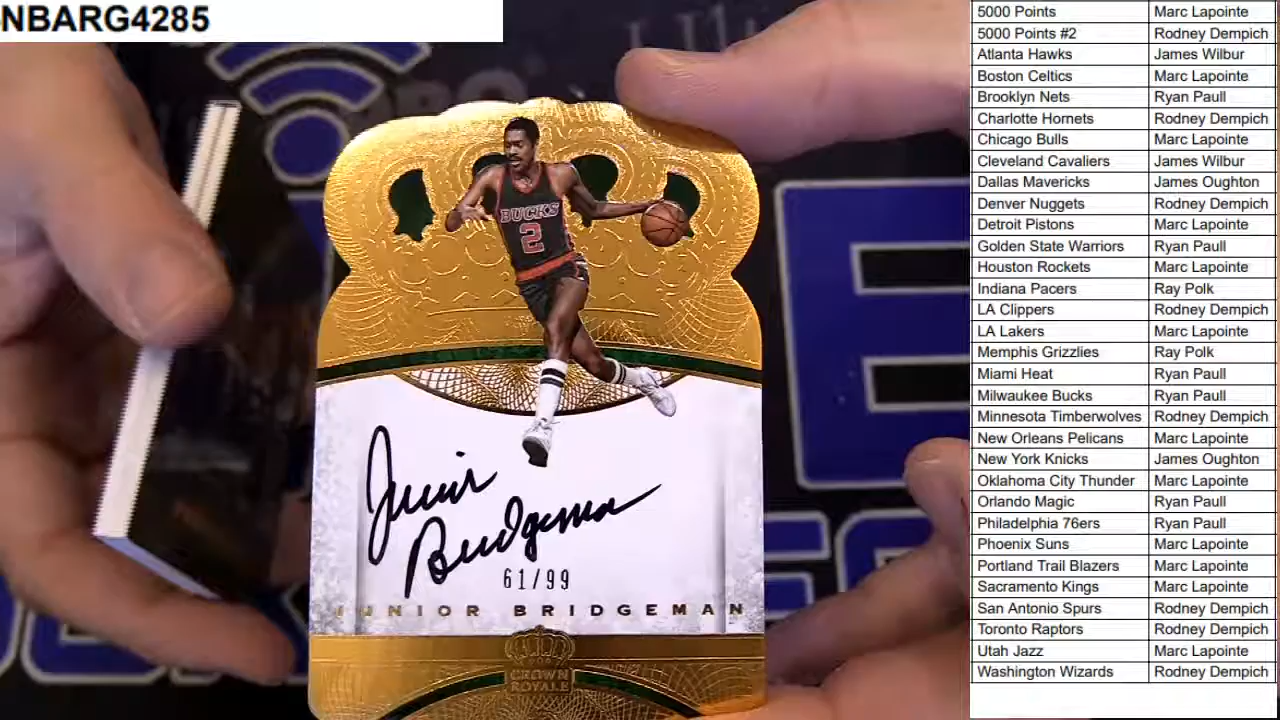 NBARG4285
BUCKS
2
Junior
Bridgeman
61/99
JUNIOR BRIDGEMAN
CROWN
ROYALE
5000 Points Marc Lapointe
5000 Points #2 Rodney Dempich
Atlanta Hawks James Wilbur
Boston Celtics Marc Lapointe
Brooklyn Nets Ryan Paull
Charlotte Hornets Rodney Dempich
Chicago Bulls Marc Lapointe
Cleveland Cavaliers James Wilbur
Dallas Mavericks James Oughton
Denver Nuggets Rodney Dempich
Detroit Pistons Marc Lapointe
Golden State Warriors Ryan Paull
Houston Rockets Marc Lapointe
Indiana Pacers Ray Polk
LA Clippers Rodney Dempich
LA Lakers Marc Lapointe
Memphis Grizzlies Ray Polk
Miami Heat Ryan Paull
Milwaukee Bucks Ryan Paull
Minnesota Timberwolves Rodney Dempich
New Orleans Pelicans Marc Lapointe
New York Knicks James Oughton
Oklahoma City Thunder Marc Lapointe
Orlando Magic Ryan Paull
Philadelphia 76ers Ryan Paull
Phoenix Suns Marc Lapointe
Portland Trail Blazers Marc Lapointe
Sacramento Kings Marc Lapointe
San Antonio Spurs Rodney Dempich
Toronto Raptors Rodney Dempich
Utah Jazz Marc Lapointe
Washington Wizards Rodney Dempich